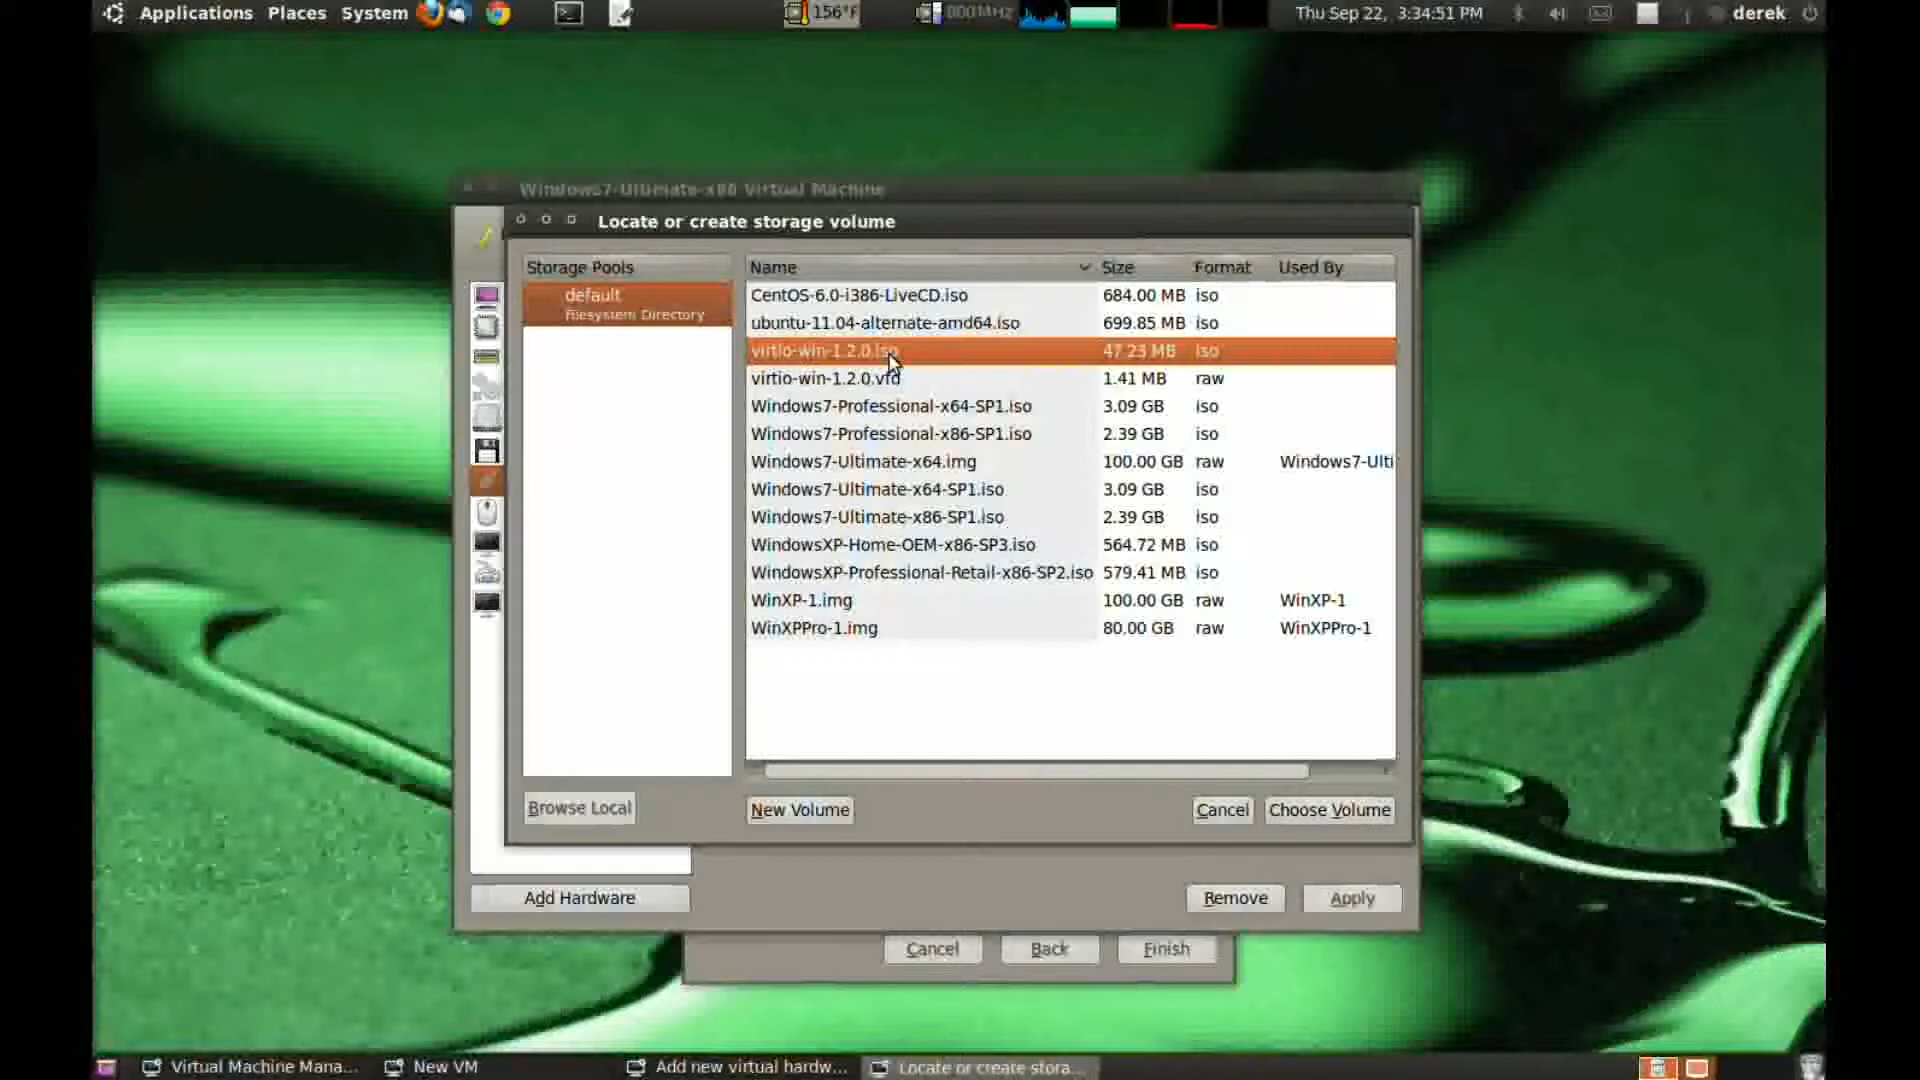 Applications Places System
156°F
800MHz
Thu Sep 22, 3:34:51 PM
derek
Windows7-Ultimate-x86 Virtual Machine
Locate or create storage volume
Storage Pools
default
Filesystem Directory
Name Size Format Used By
CentOS-6.0-i386-LiveCD.iso 684.00 MB iso
ubuntu-11.04-alternate-amd64.iso 699.85 MB iso
virtio-win-1.2.0.iso 47.23 MB iso
virtio-win-1.2.0.vfd 1.41 MB raw
Windows7-Professional-x64-SP1.iso 3.09 GB iso
Windows7-Professional-x86-SP1.iso 2.39 GB iso
Windows7-Ultimate-x64.img 100.00 GB raw Windows7-Ulti
Windows7-Ultimate-x64-SP1.iso 3.09 GB iso
Windows7-Ultimate-x86-SP1.iso 2.39 GB iso
WindowsXP-Home-OEM-x86-SP3.iso 564.72 MB iso
WindowsXP-Professional-Retail-x86-SP2.iso 579.41 MB iso
WinXP-1.img 100.00 GB raw WinXP-1
WinXPPro-1.img 80.00 GB raw WinXPPro-1
Browse Local
New Volume
Cancel
Choose Volume
Add Hardware
Remove
Apply
Cancel
Back
Finish
Virtual Machine Mana...
New VM
Add new virtual hardw...
Locate or create stora...